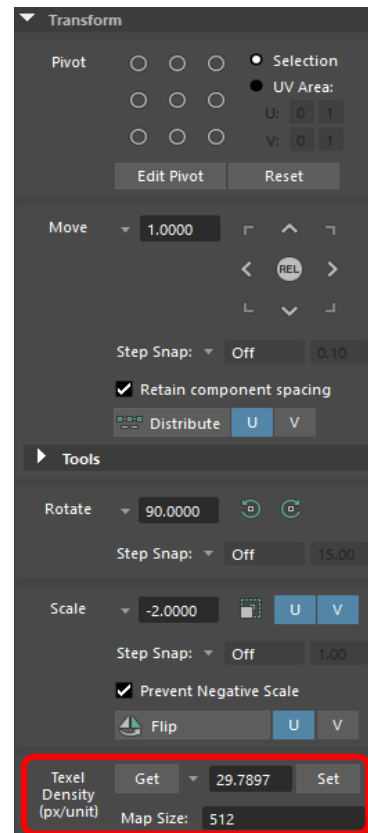 Transform
Pivot
Selection
UV Area:
U: 0 1
V: 0 1
Edit Pivot Reset
Move 1.0000
REL
Step Snap: Off 0.10
Retain component spacing
Distribute U V
Tools
Rotate 90.0000
Step Snap: Off 15.00
Scale -2.0000 U V
Step Snap: Off 1.00
Prevent Negative Scale
Flip U V
Texel
Density
(px/unit)
Get 29.7897 Set
Map Size: 512